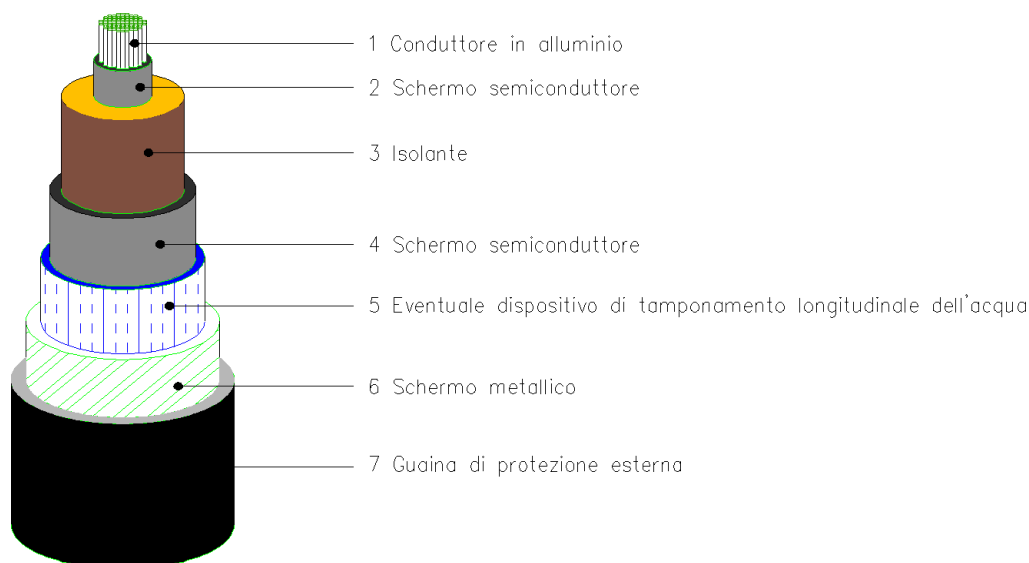 1 Conduttore in alluminio
2 Schermo semiconduttore
3 Isolante
4 Schermo semiconduttore
5 Eventuale dispositivo di tamponamento longitudinale dell'acqua
6 Schermo metallico
7 Guaina di protezione esterna